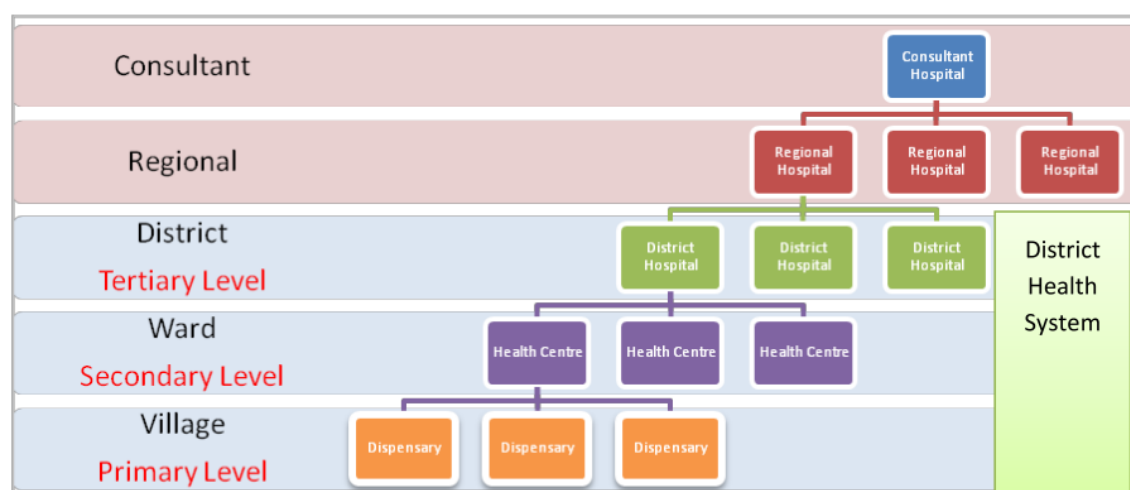 Consultant
Consultant
Hospital
Regional
Regional
Hospital
Regional
Hospital
Regional
Hospital
District
Tertiary Level
District
Hospital
District
Hospital
District
Hospital
District
Health
System
Ward
Secondary Level
Health Centre
Health Centre
Health Centre
Village
Primary Level
Dispensary
Dispensary
Dispensary